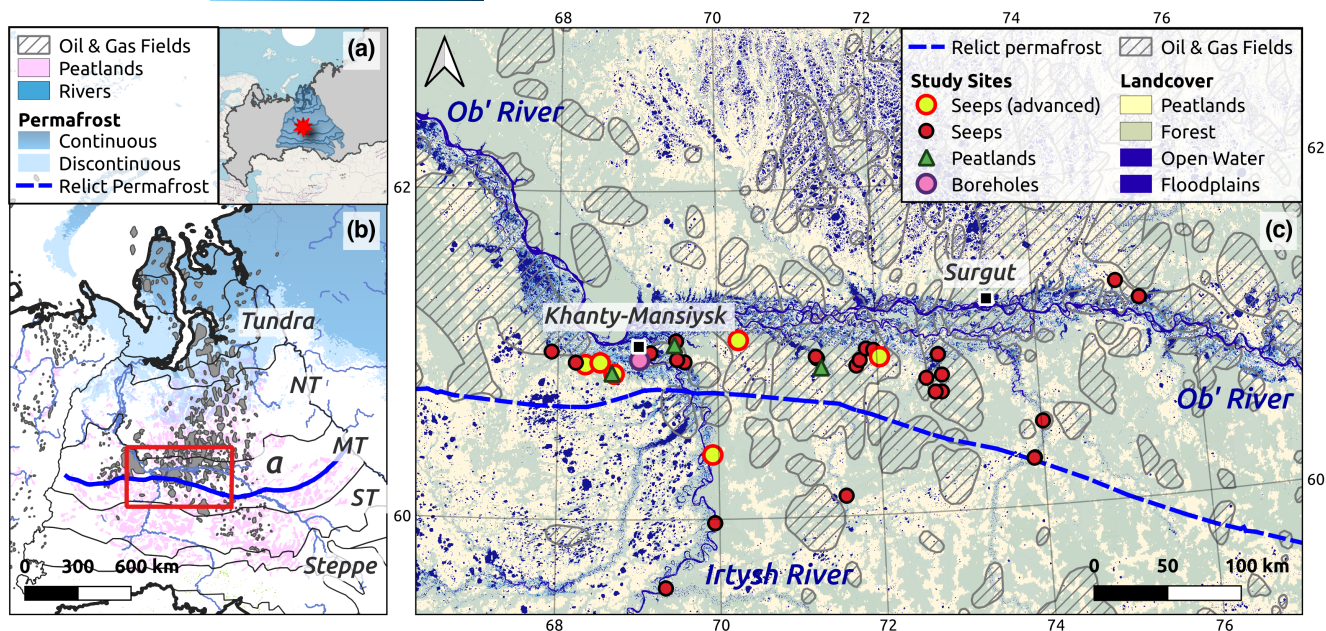 Oil & Gas Fields
Peatlands
Rivers
Permafrost
Continuous
Discontinuous
Relict Permafrost
(a)
(b)
Tundra
NT
MT
a
ST
Steppe
0 300 600 km
68 70 72 74 76
Relict permafrost
Oil & Gas Fields
Study Sites
Landcover
Seeps (advanced)
Peatlands
Seeps
Forest
Peatlands
Open Water
Boreholes
Floodplains
(c)
Ob' River
62
62
Surgut
Khanty-Mansiysk
Ob' River
60
60
Irtysh River
0 50 100 km
68 70 72 74 76